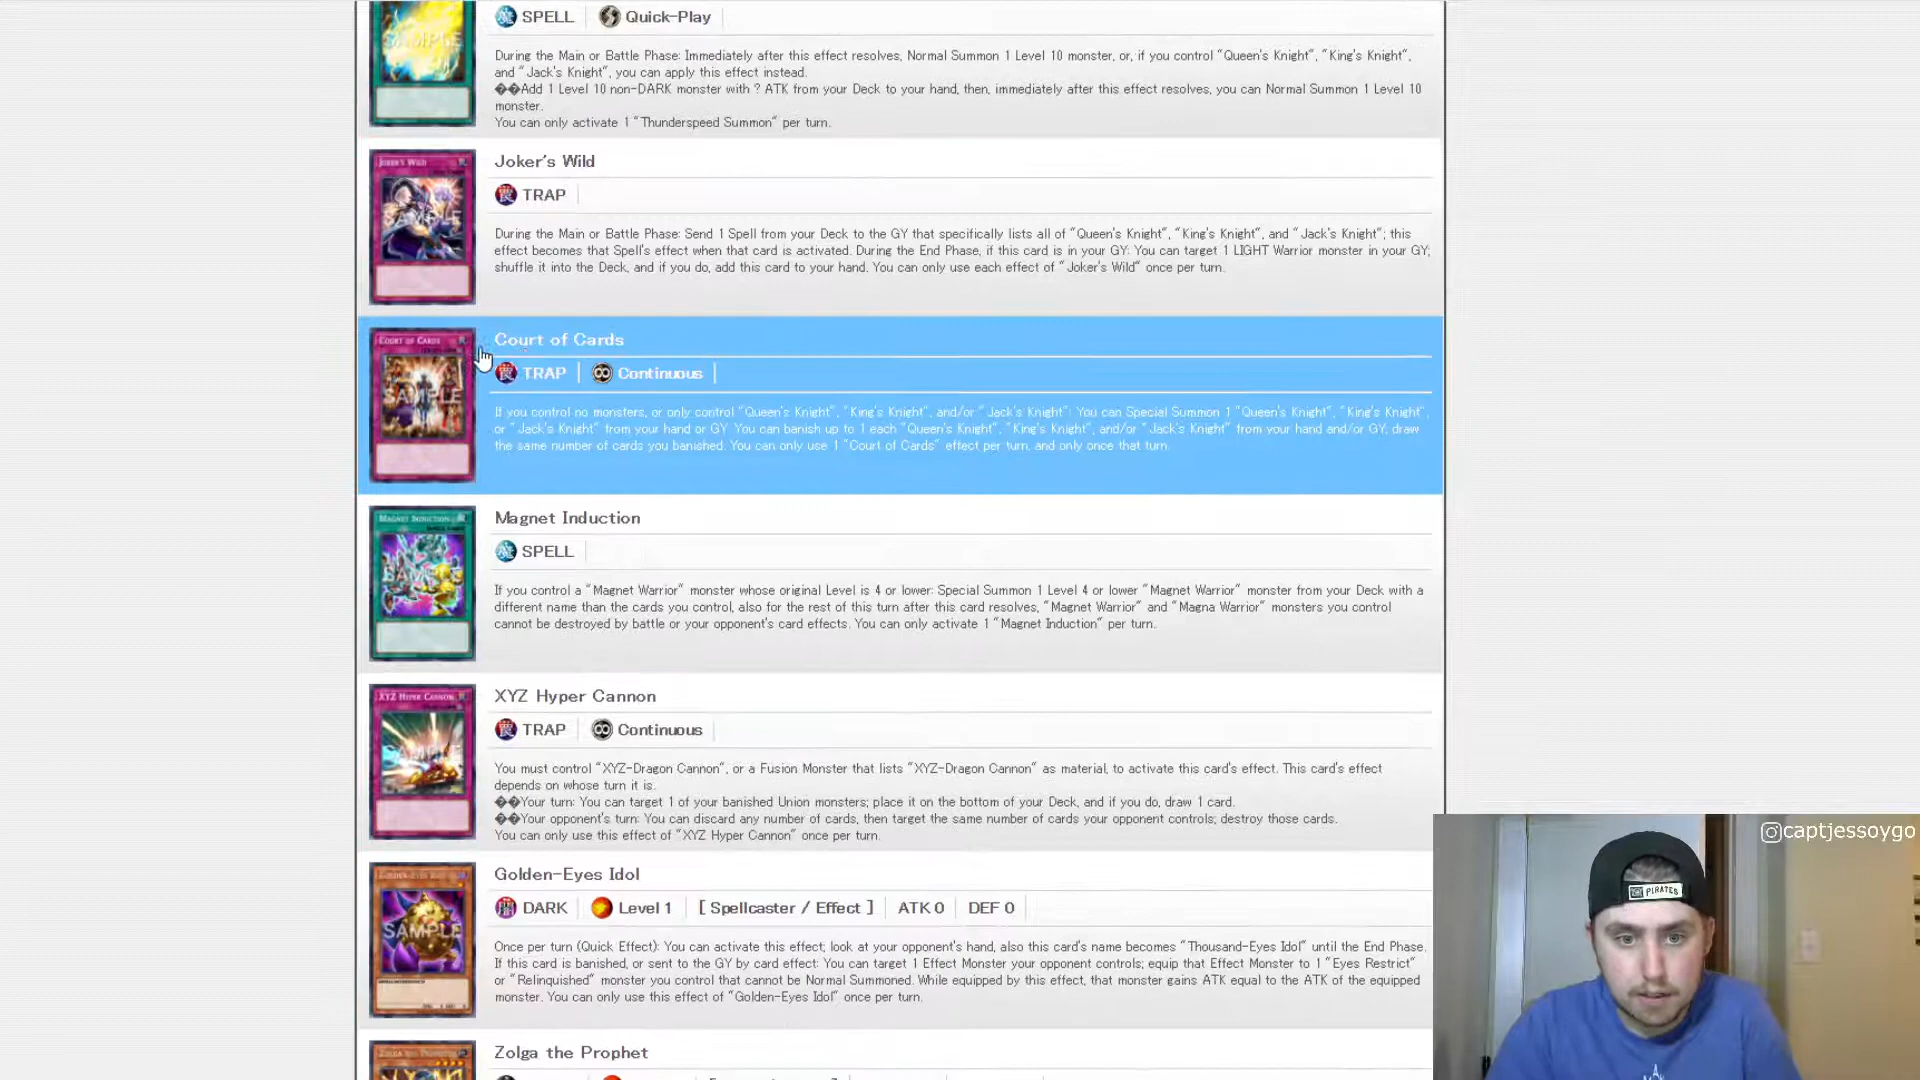 SPELL Quick-Play
During the Main or Battle Phase: Immediately after this effect resolves, Normal Summon 1 Level 10 monster, or, if you control "Queen's Knight", "King's Knight",
and "Jack's Knight", you can apply this effect instead.
��Add 1 Level 10 non-DARK monster with ? ATK from your Deck to your hand, then, immediately after this effect resolves, you can Normal Summon 1 Level 10
monster.
You can only activate 1 "Thunderspeed Summon" per turn.
SAMPLE
Joker's Wild
Joker's Wild
TRAP
During the Main or Battle Phase: Send 1 Spell from your Deck to the GY that specifically lists all of "Queen's Knight", "King's Knight", and "Jack's Knight"; this
effect becomes that Spell's effect when that card is activated. During the End Phase, if this card is in your GY: You can target 1 LIGHT Warrior monster in your GY;
shuffle it into the Deck, and if you do, add this card to your hand. You can only use each effect of "Joker's Wild" once per turn.
SAMPLE
Court of Cards
Court of Cards
TRAP Continuous
If you control no monsters, or only control "Queen's Knight", "King's Knight", and/or "Jack's Knight": You can Special Summon 1 "Queen's Knight", "King's Knight",
or "Jack's Knight" from your hand or GY. You can banish up to 1 each "Queen's Knight", "King's Knight", and/or "Jack's Knight" from your hand and/or GY; draw
the same number of cards you banished. You can only use 1 "Court of Cards" effect per turn, and only once that turn.
SAMPLE
Magnet Induction
Magnet Induction
SPELL
If you control a "Magnet Warrior" monster whose original Level is 4 or lower: Special Summon 1 Level 4 or lower "Magnet Warrior" monster from your Deck with a
different name than the cards you control, also for the rest of this turn after this card resolves, "Magnet Warrior" and "Magna Warrior" monsters you control
cannot be destroyed by battle or your opponent's card effects. You can only activate 1 "Magnet Induction" per turn.
SAMPLE
XYZ Hyper Cannon
XYZ Hyper Cannon
TRAP Continuous
You must control "XYZ-Dragon Cannon", or a Fusion Monster that lists "XYZ-Dragon Cannon" as material, to activate this card's effect. This card's effect
depends on whose turn it is.
��Your turn: You can target 1 of your banished Union monsters; place it on the bottom of your Deck, and if you do, draw 1 card.
��Your opponent's turn: You can discard any number of cards, then target the same number of cards your opponent controls; destroy those cards.
You can only use this effect of "XYZ Hyper Cannon" once per turn.
SAMPLE
Golden-Eyes Idol
DARK Level 1 [ Spellcaster / Effect ] ATK 0 DEF 0
Once per turn (Quick Effect): You can activate this effect; look at your opponent's hand, also this card's name becomes "Thousand-Eyes Idol" until the End Phase.
If this card is banished, or sent to the GY by card effect: You can target 1 Effect Monster your opponent controls; equip that Effect Monster to 1 "Eyes Restrict"
or "Relinquished" monster you control that cannot be Normal Summoned. While equipped by this effect, that monster gains ATK equal to the ATK of the equipped
monster. You can only use this effect of "Golden-Eyes Idol" once per turn.
SAMPLE
Zolga the Prophet
Zolga the Prophet
captjessoygo
PIRATES